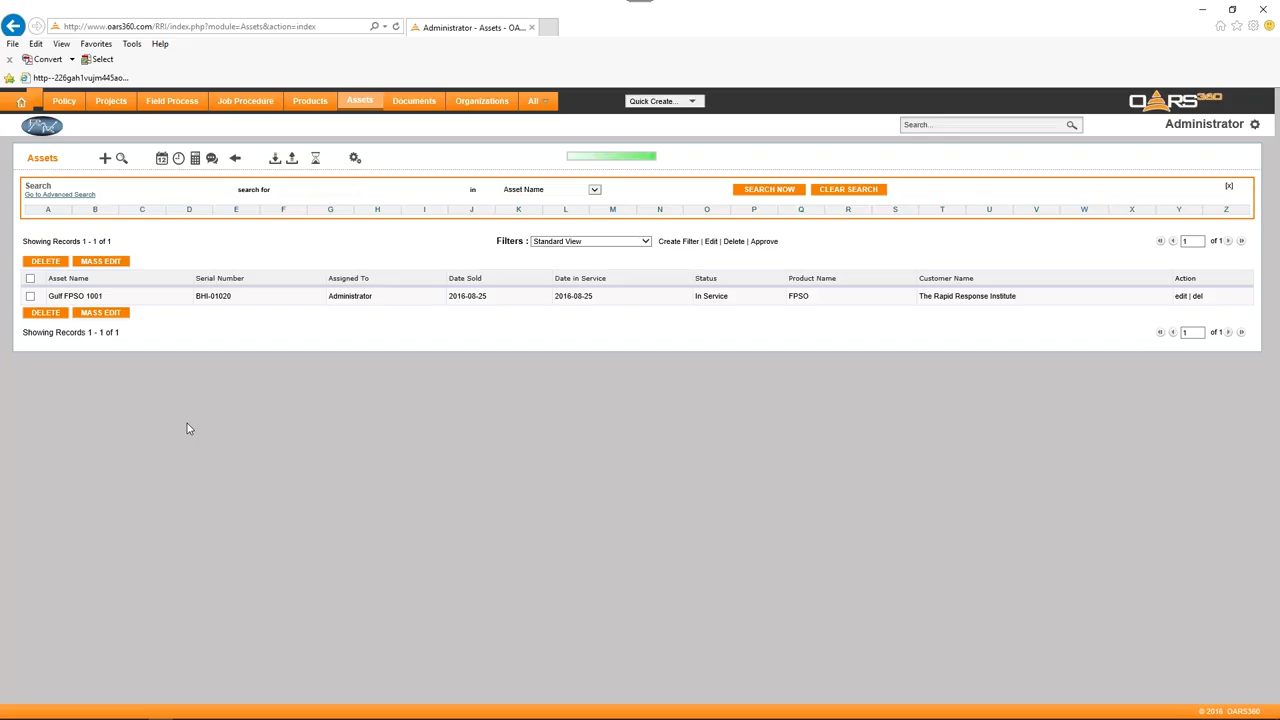 http://www.oars360.com/RRI/index.php?module=Assets&action=index
Administrator - Assets - OA...
File Edit View Favorites Tools Help
Convert Select
http--226gah1vujm445ao...
Policy Projects Field Process Job Procedure Products Assets Documents Organizations All Quick Create... OARS360
Search... Administrator
Assets
Search search for in Asset Name SEARCH NOW CLEAR SEARCH [X]
Go to Advanced Search
A B C D E F G H I J K L M N O P Q R S T U V W X Y Z
Showing Records 1 - 1 of 1 Filters : Standard View Create Filter | Edit | Delete | Approve 1 of 1
DELETE MASS EDIT
Asset Name Serial Number Assigned To Date Sold Date in Service Status Product Name Customer Name Action
Gulf FPSO 1001 BHI-01020 Administrator 2016-08-25 2016-08-25 In Service FPSO The Rapid Response Institute edit | del
DELETE MASS EDIT
Showing Records 1 - 1 of 1 1 of 1
© 2016 OARS360